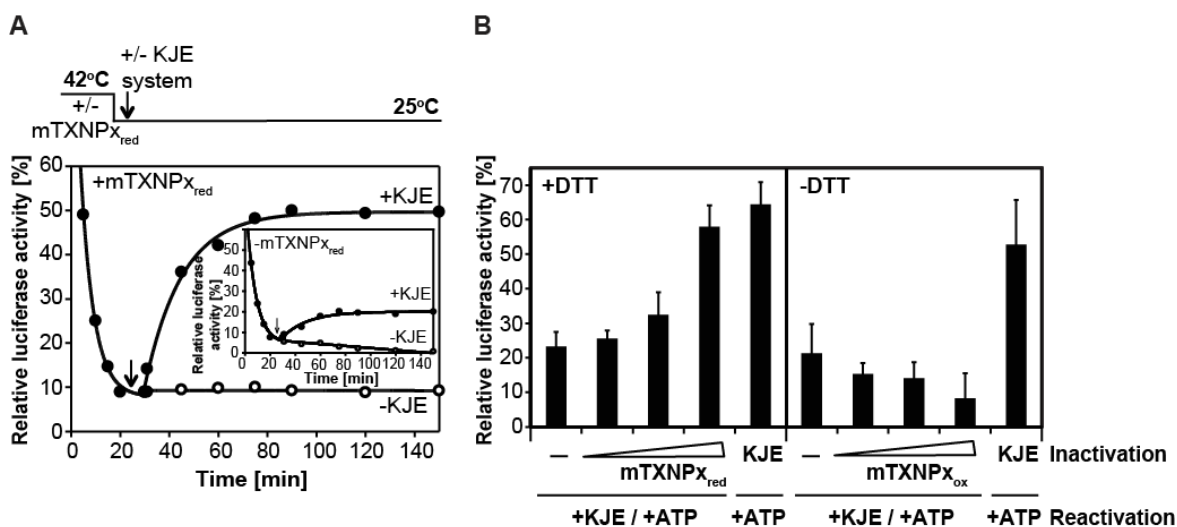 A
+/- KJE
system
42°C
25°C
+/-
mTXNPx_red
Relative luciferase activity [%]
60
50
40
30
20
10
0
+mTXNPx_red
+KJE
-KJE
Relative luciferase
activity [%]
50
40
30
20
10
0
-mTXNPx_red
+KJE
-KJE
0 20 40 60 80 100 120 140
Time [min]
0 20 40 60 80 100 120 140
Time [min]
B
Relative luciferase activity [%]
70
60
50
40
30
20
10
0
+DTT
-DTT
— mTXNPx_red KJE — mTXNPx_ox KJE Inactivation
+KJE / +ATP +ATP +KJE / +ATP +ATP Reactivation